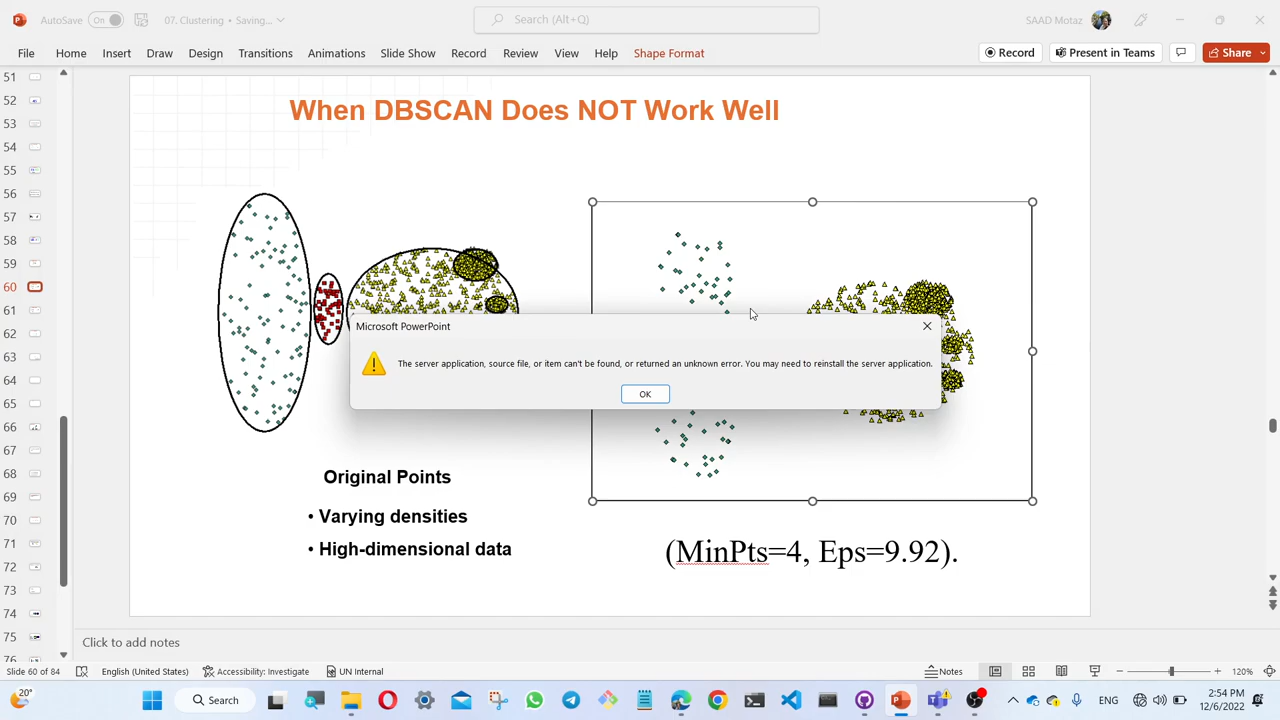 AutoSave On 07. Clustering • Saving... Search (Alt+Q) SAAD Motaz
File Home Insert Draw Design Transitions Animations Slide Show Record Review View Help Shape Format Record Present in Teams Share
51
52
53
54
55
56
57
58
59
60
61
62
63
64
65
66
67
68
69
70
71
72
73
74
75
76
When DBSCAN Does NOT Work Well
Microsoft PowerPoint
The server application, source file, or item can't be found, or returned an unknown error. You may need to reinstall the server application.
OK
Original Points
• Varying densities
• High-dimensional data
(MinPts=4, Eps=9.92).
Click to add notes
Slide 60 of 84 English (United States) Accessibility: Investigate UN Internal Notes 120%
20° Search ENG 2:54 PM
12/6/2022